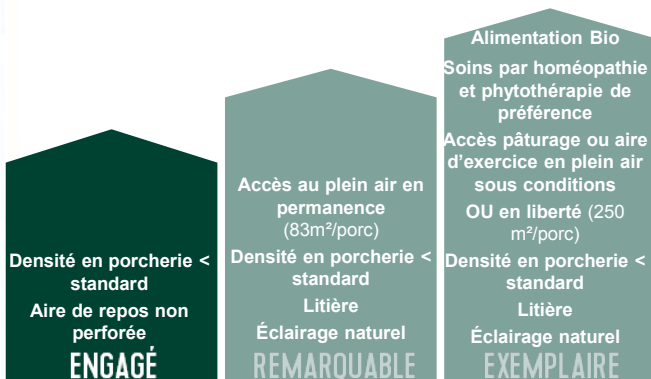 Densité en porcherie <
standard
Aire de repos non
perforée
ENGAGÉ
Accès au plein air en
permanence
(83m²/porc)
Densité en porcherie <
standard
Litière
Éclairage naturel
REMARQUABLE
Alimentation Bio
Soins par homéopathie
et phytothérapie de
préférence
Accès pâturage ou aire
d'exercice en plein air
sous conditions
OU en liberté (250
m²/porc)
Densité en porcherie <
standard
Litière
Éclairage naturel
EXEMPLAIRE